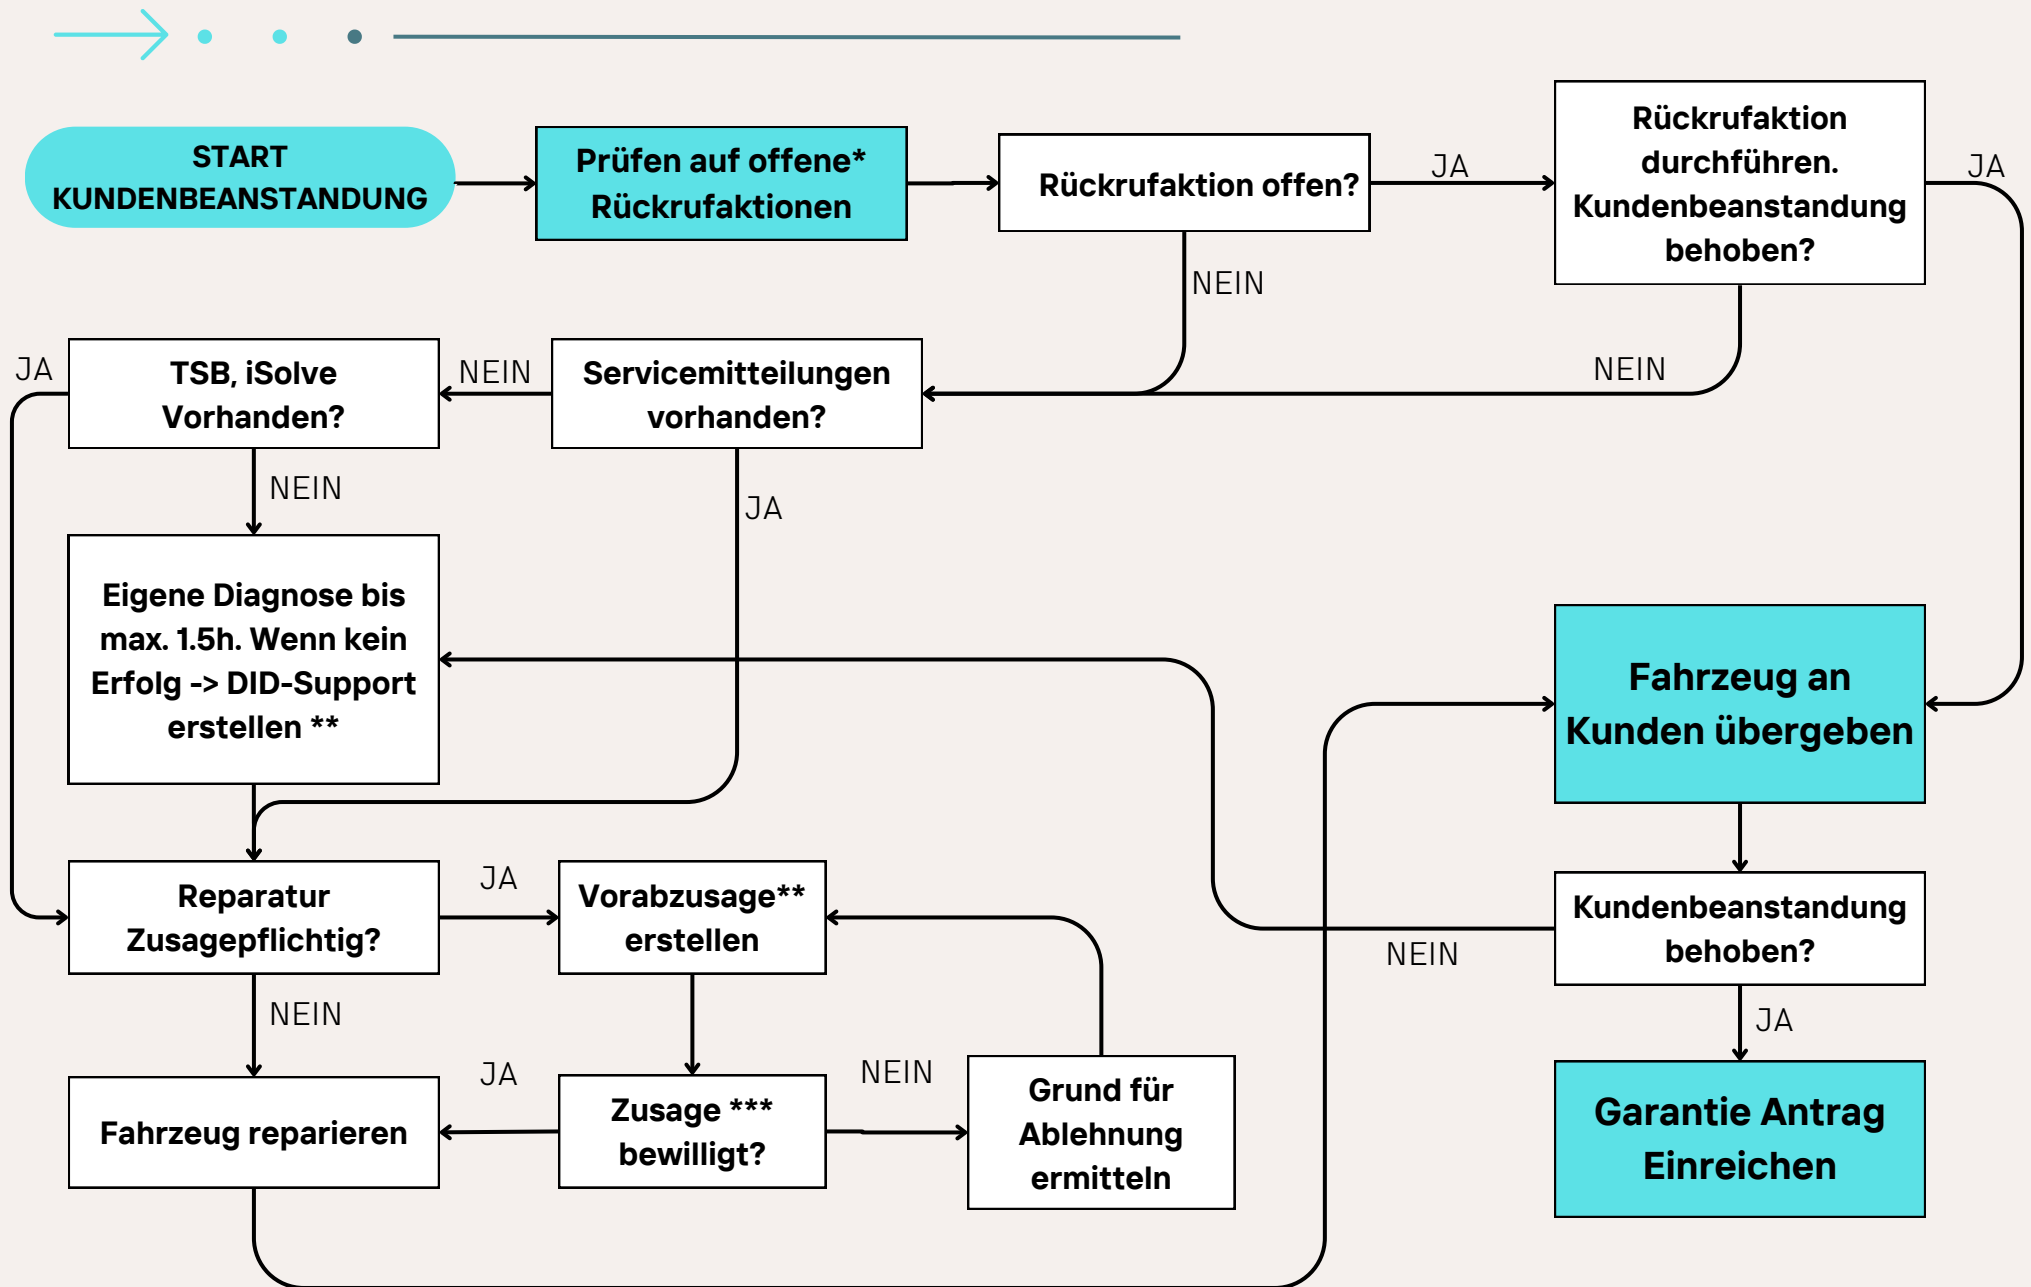 START
KUNDENBEANSTANDUNG
Prüfen auf offene*
Rückrufaktionen
Rückrufaktion offen?
JA
Rückrufaktion
durchführen.
Kundenbeanstandung
behoben?
JA
NEIN
JA
TSB, iSolve
Vorhanden?
NEIN
Servicemitteilungen
vorhanden?
NEIN
NEIN
JA
Eigene Diagnose bis
max. 1.5h. Wenn kein
Erfolg -> DID-Support
erstellen **
Fahrzeug an
Kunden übergeben
Reparatur
Zusagepflichtig?
JA
Vorabzusage**
erstellen
Kundenbeanstandung
behoben?
NEIN
NEIN
JA
Fahrzeug reparieren
JA
Zusage ***
bewilligt?
NEIN
Grund für
Ablehnung
ermitteln
Garantie Antrag
Einreichen